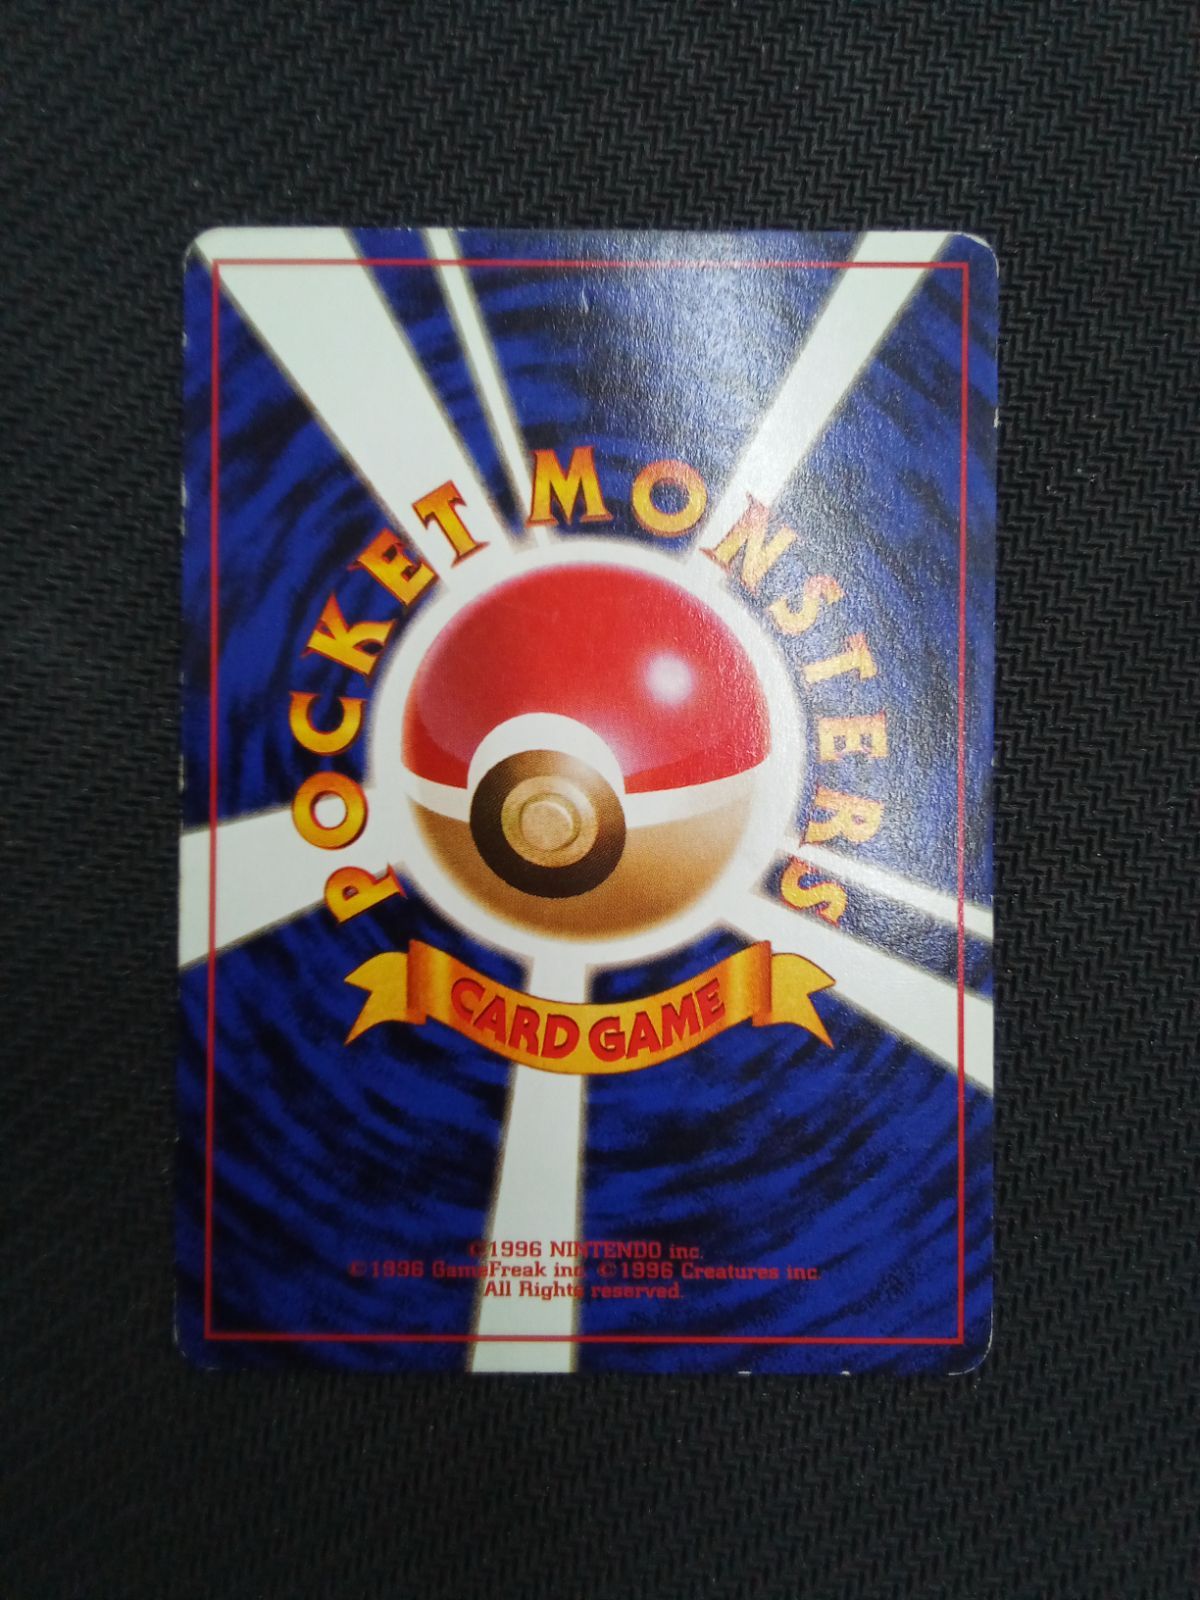 POCKET MONSTERS
CARD GAME
©1996 NINTENDO inc.
©1996 GameFreak inc. ©1996 Creatures inc.
All Rights reserved.